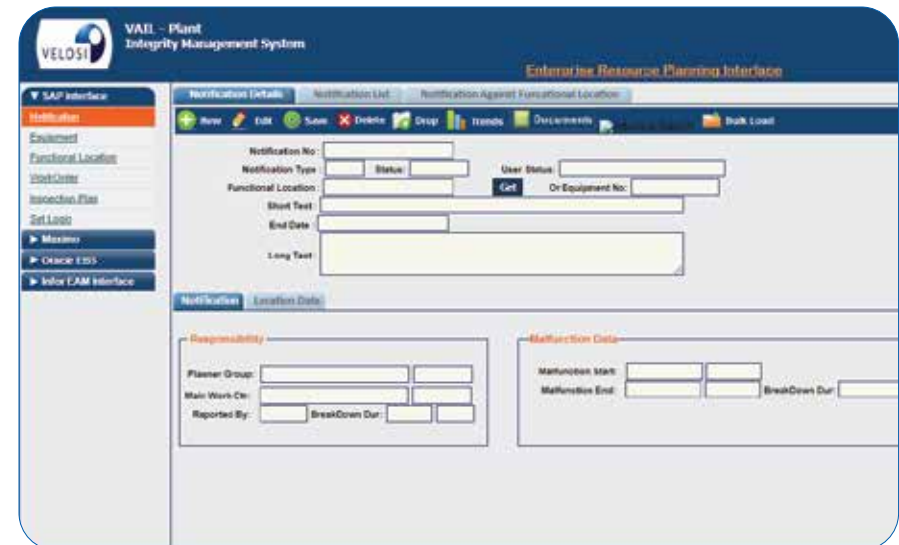 VELOSI
VAIL - Plant
Integrity Management System
Enterprise Resource Planning Interface
SAP Interface
Notification
Equipment
Functional Location
WorkOrder
Inspection Plan
Set Login
Maximo
Oracle EBS
Infor EAM Interface
Notification Details Notification List Notification Against Functional Location
New Edit Save Delete Drop Trends Documents Bulk Load
Notification No:
Notification Type: Status: User Status:
Functional Location: Get Or Equipment No:
Short Text:
End Date:
Long Text:
Notification Location Data
Responsibility
Planner Group:
Main Work Ctr:
Reported By: BreakDown Dur:
Malfunction Data
Malfunction Start:
Malfunction End: BreakDown Dur: